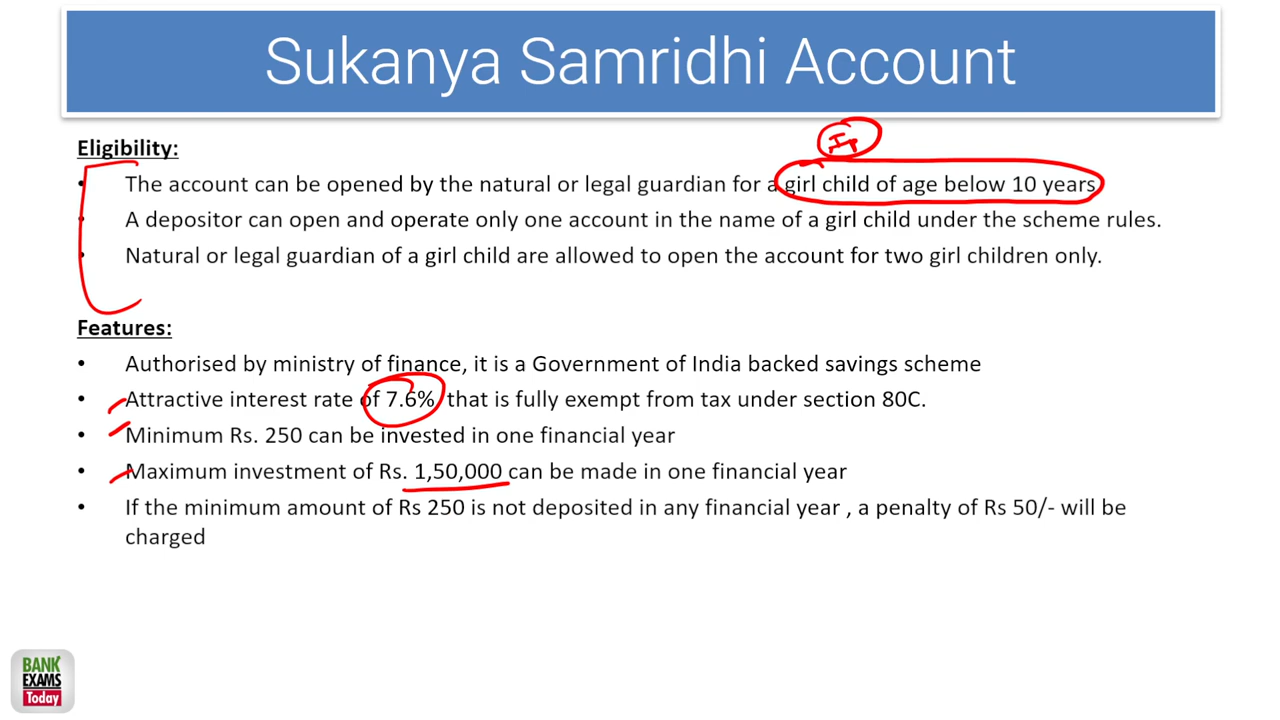 Sukanya Samridhi Account
Eligibility:
• The account can be opened by the natural or legal guardian for a girl child of age below 10 years
• A depositor can open and operate only one account in the name of a girl child under the scheme rules.
• Natural or legal guardian of a girl child are allowed to open the account for two girl children only.
Features:
• Authorised by ministry of finance, it is a Government of India backed savings scheme
• Attractive interest rate of 7.6% that is fully exempt from tax under section 80C.
• Minimum Rs. 250 can be invested in one financial year
• Maximum investment of Rs. 1,50,000 can be made in one financial year
• If the minimum amount of Rs 250 is not deposited in any financial year , a penalty of Rs 50/- will be
charged
BANK
EXAMS
Today